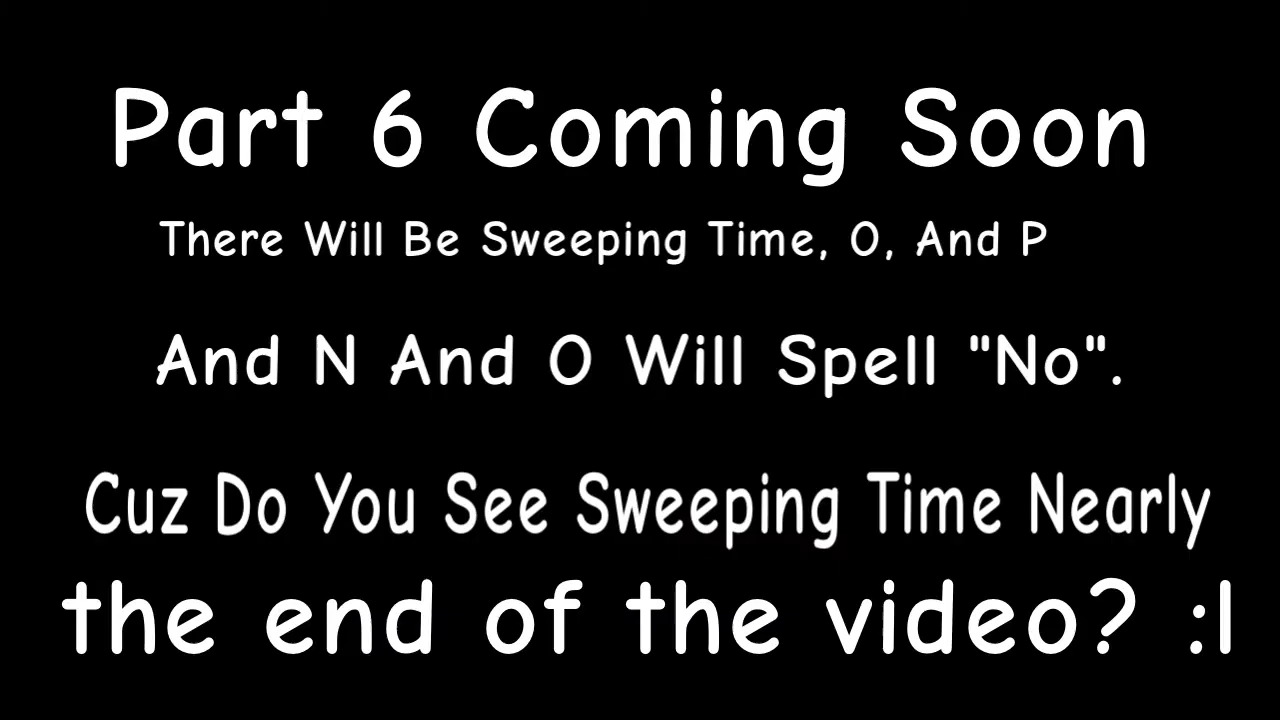 Part 6 Coming Soon
There Will Be Sweeping Time, O, And P
And N And O Will Spell "No".
Cuz Do You See Sweeping Time Nearly
the end of the video? :l